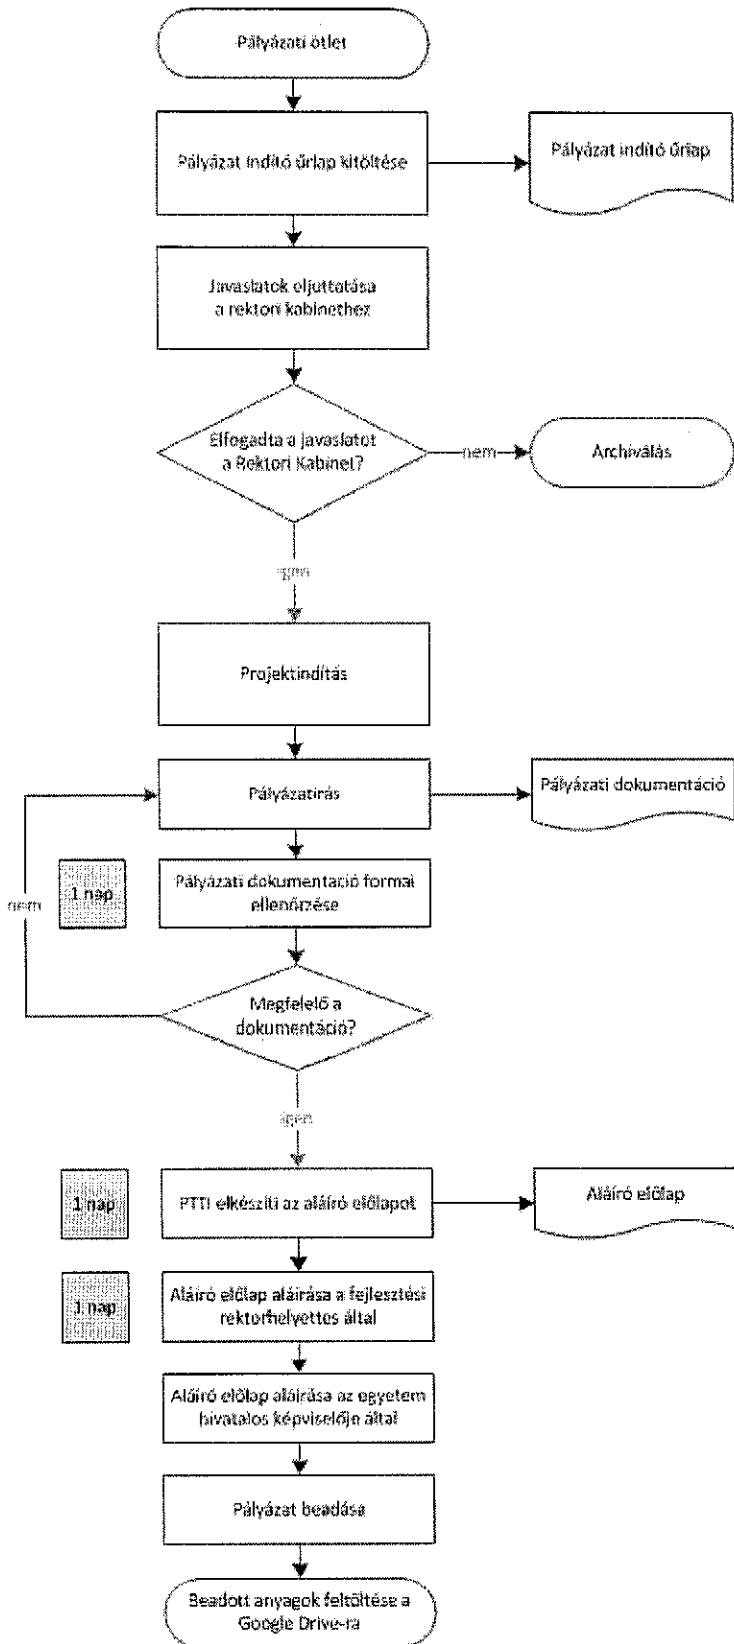 Pályázati ötlet
Pályázat indító űrlap kitöltése
Pályázat indító űrlap
Javaslatok eljuttatása
a rektori kabinethez
Elfogadta a javaslatot
a Rektori Kabinet?
nem
Archiválás
igen
Projektindítás
Pályázatírás
Pályázati dokumentáció
nem
1 nap
Pályázati dokumentáció formai
ellenőrzése
Megfelelő a
dokumentáció?
igen
1 nap
PTTI elkészíti az aláíró előlapot
Aláíró előlap
1 nap
Aláíró előlap aláírása a fejlesztési
rektorhelyettes által
Aláíró előlap aláírása az egyetem
hivatalos képviselője által
Pályázat beadása
Beadott anyagok feltöltése a
Google Drive-ra